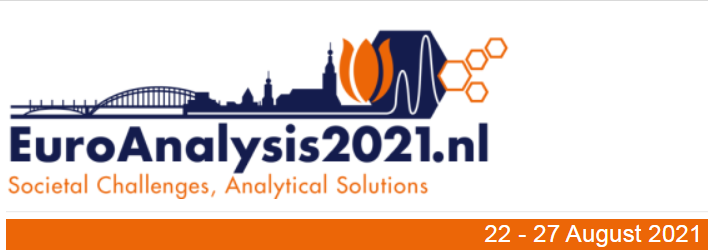 EuroAnalysis2021.nl
Societal Challenges, Analytical Solutions
22 - 27 August 2021